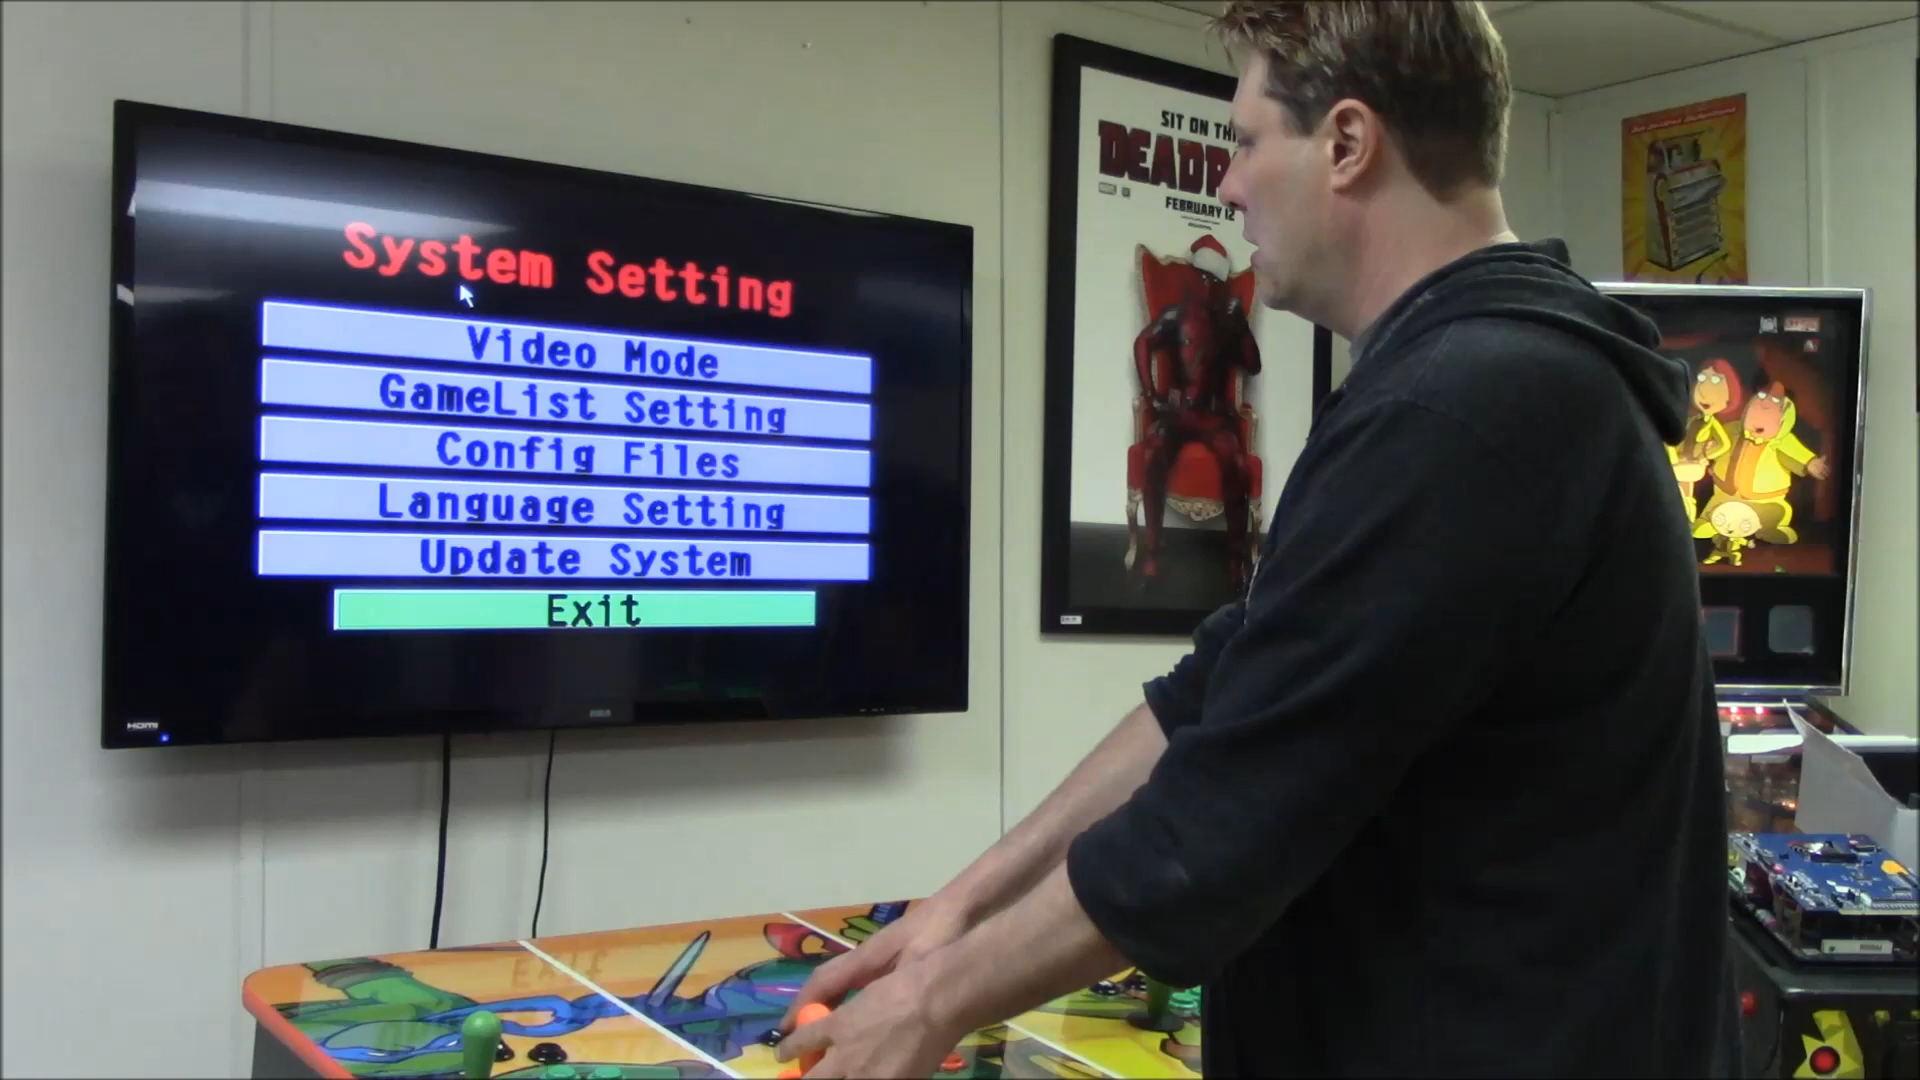 System Setting
Video Mode
GameList Setting
Config Files
Language Setting
Update System
Exit
HDMI
RCA
SIT ON TH
DEADP
FEBRUARY 12